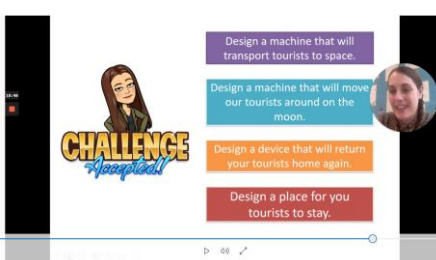 Design a machine that will
transport tourists to space.
Design a machine that will move
our tourists around on the
moon.
CHALLENGE
Accepted!
Design a device that will return
your tourists home again.
Design a place for you
tourists to stay.